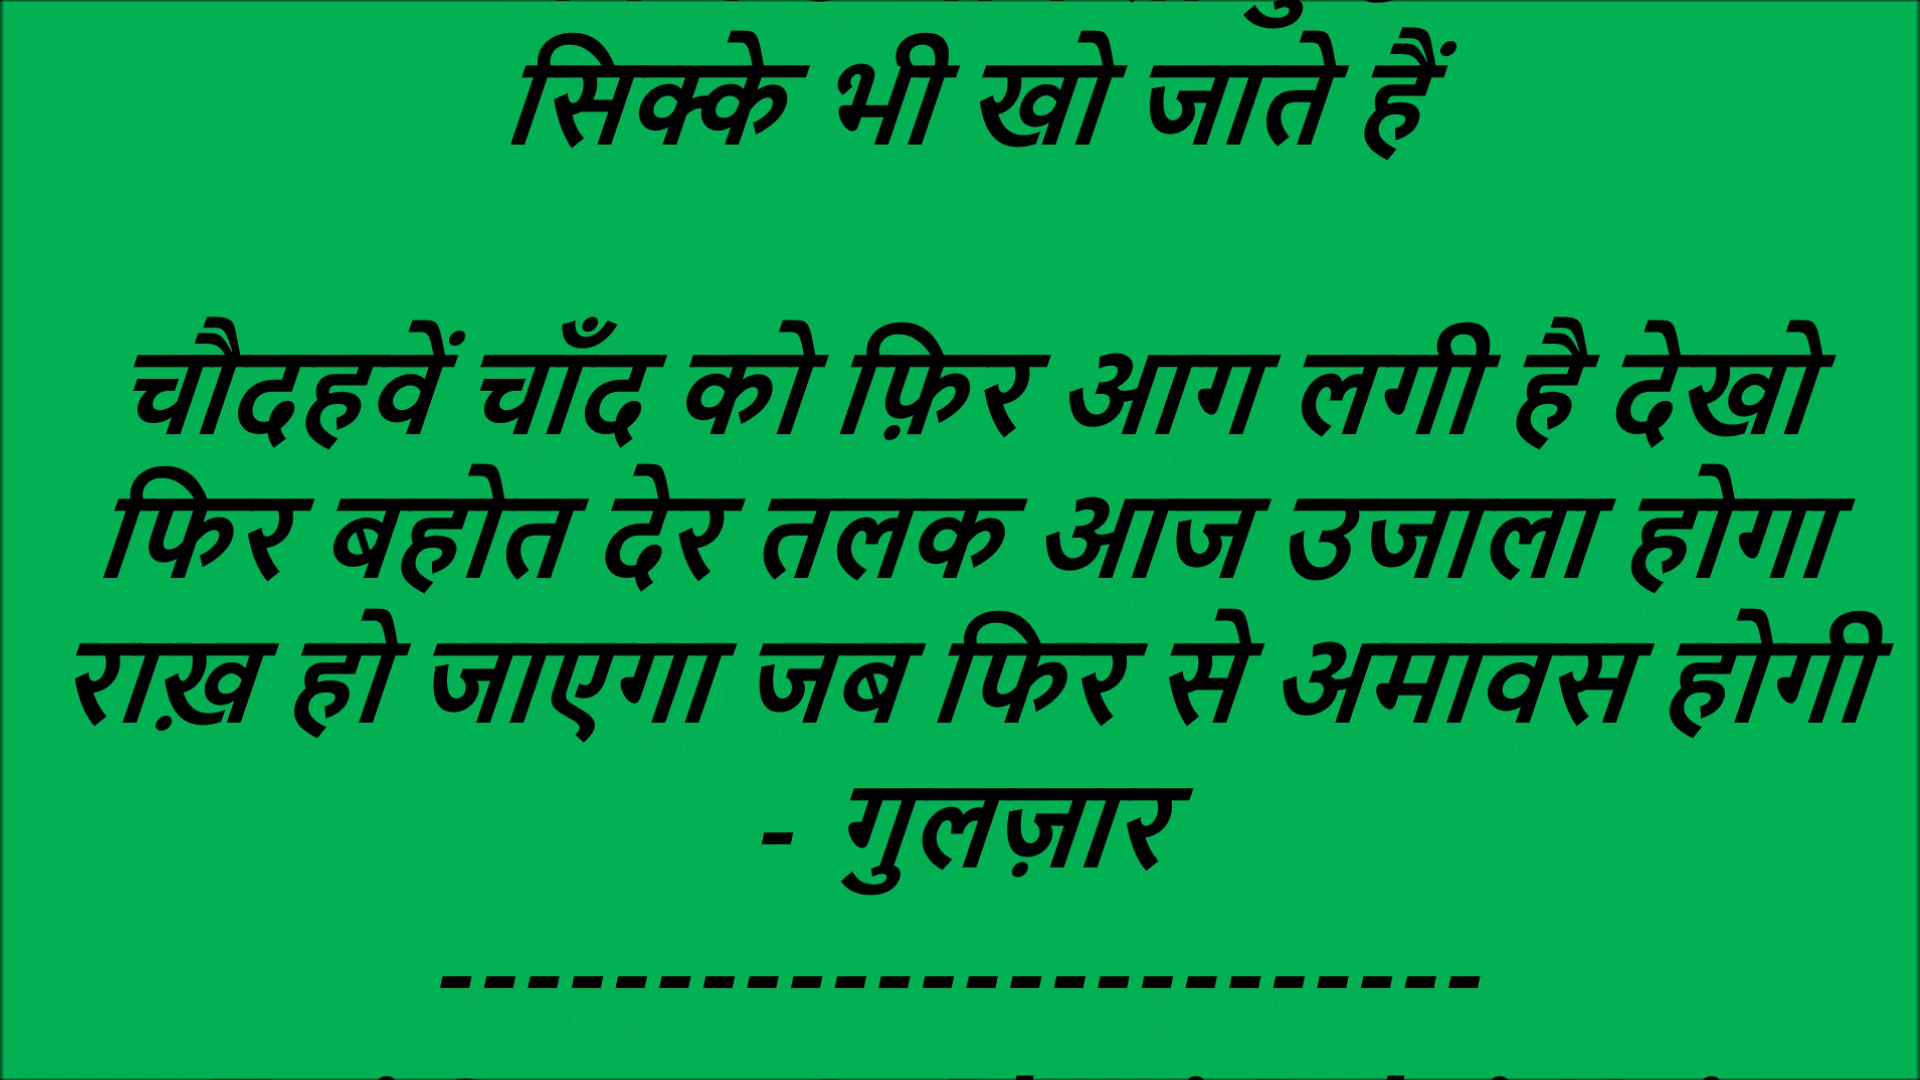 सिक्के भी खो जाते हैं
चौदहवें चाँद को फ़िर आग लगी है देखो
फिर बहोत देर तलक आज उजाला होगा
राख़ हो जाएगा जब फिर से अमावस होगी
- गुलज़ार
------------------------